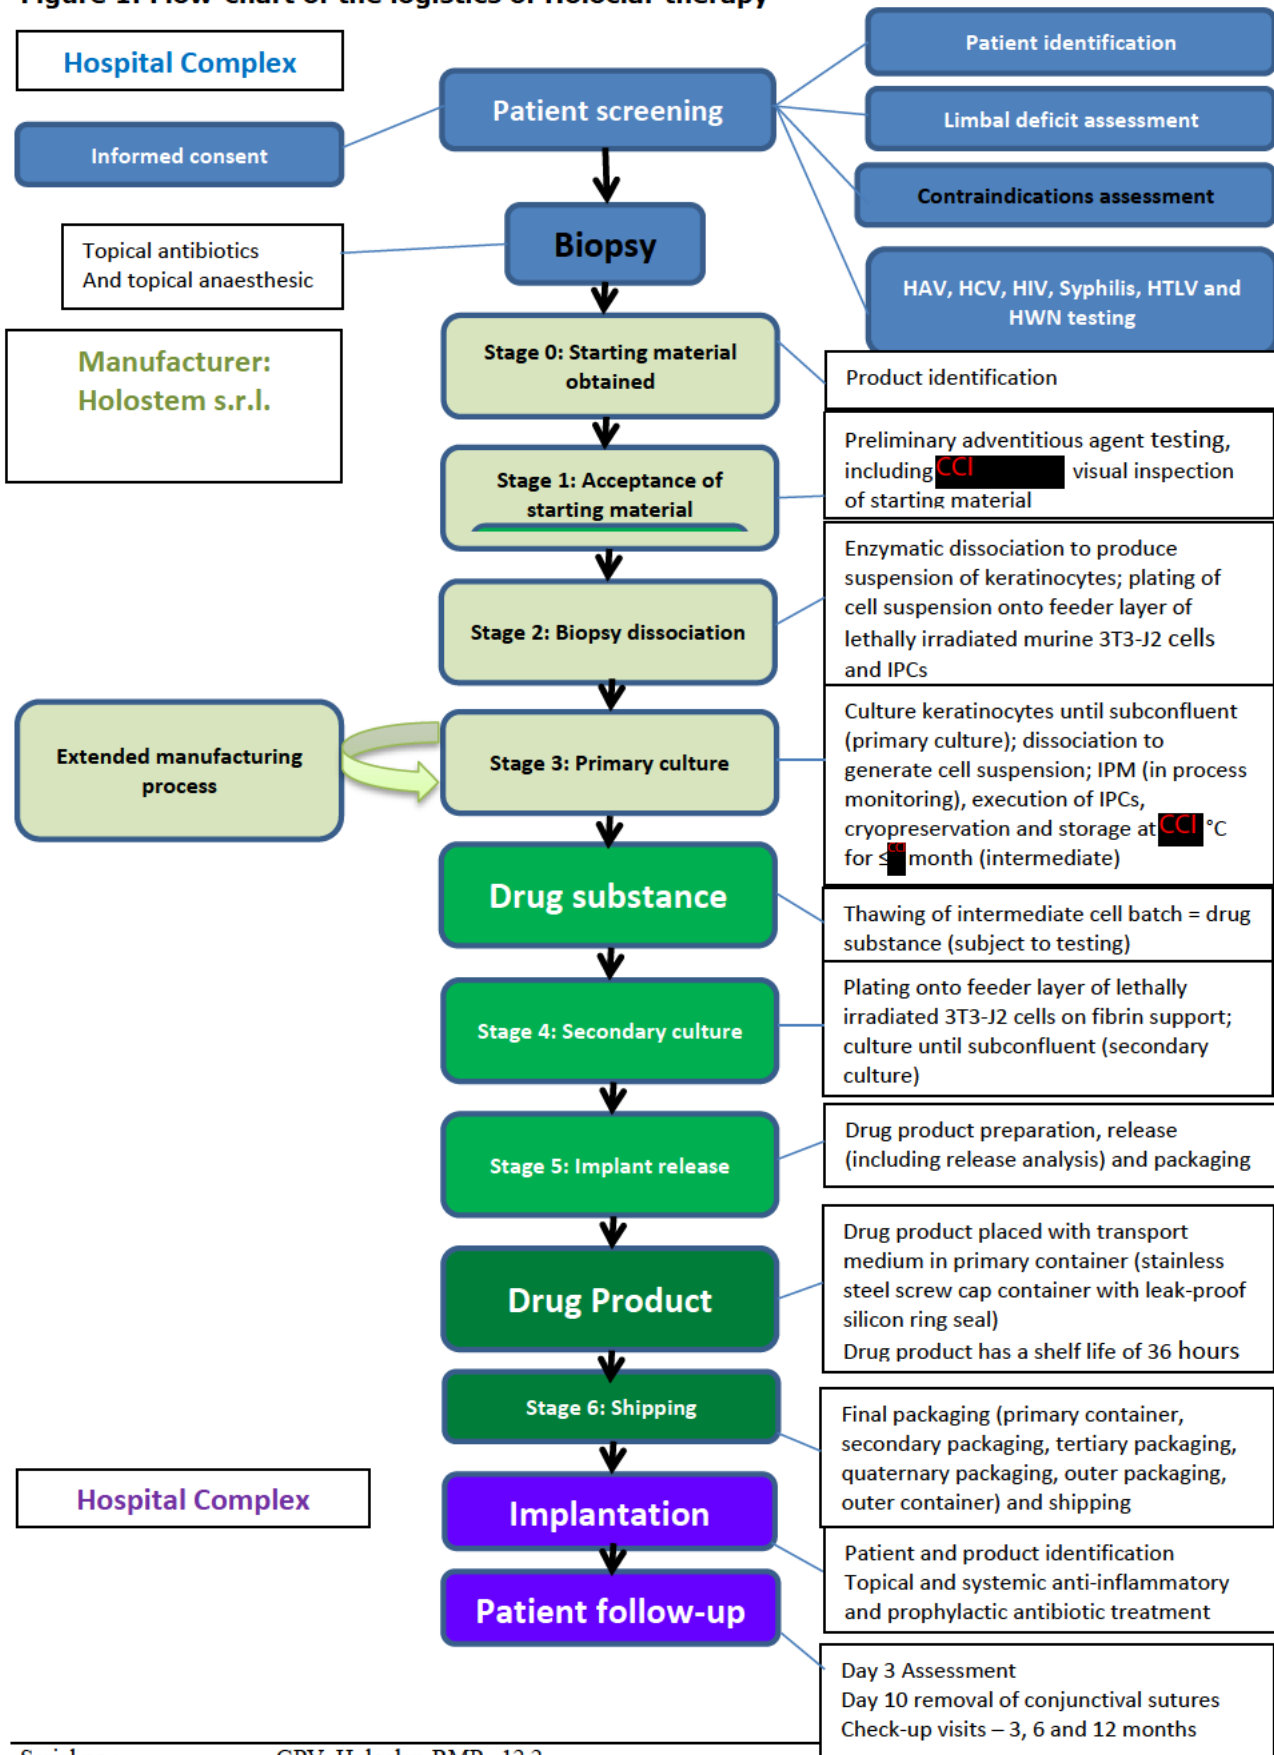 Figure 1: Flow-chart of the logistics of Holoclar therapy
Hospital Complex
Patient screening
Informed consent
Patient identification
Limbal deficit assessment
Contraindications assessment
HAV, HCV, HIV, Syphilis, HTLV and
HWN testing
Biopsy
Topical antibiotics
And topical anaesthesic
Manufacturer:
Holostem s.r.l.
Stage 0: Starting material
obtained
Product identification
Stage 1: Acceptance of
starting material
Preliminary adventitious agent testing,
including CCI visual inspection
of starting material
Stage 2: Biopsy dissociation
Enzymatic dissociation to produce
suspension of keratinocytes; plating of
cell suspension onto feeder layer of
lethally irradiated murine 3T3-J2 cells
and IPCs
Extended manufacturing
process
Stage 3: Primary culture
Culture keratinocytes until subconfluent
(primary culture); dissociation to
generate cell suspension; IPM (in process
monitoring), execution of IPCs,
cryopreservation and storage at CCI °C
for ≤ CCI month (intermediate)
Drug substance
Thawing of intermediate cell batch = drug
substance (subject to testing)
Stage 4: Secondary culture
Plating onto feeder layer of lethally
irradiated 3T3-J2 cells on fibrin support;
culture until subconfluent (secondary
culture)
Stage 5: Implant release
Drug product preparation, release
(including release analysis) and packaging
Drug Product
Drug product placed with transport
medium in primary container (stainless
steel screw cap container with leak-proof
silicon ring seal)
Drug product has a shelf life of 36 hours
Stage 6: Shipping
Final packaging (primary container,
secondary packaging, tertiary packaging,
quaternary packaging, outer packaging,
outer container) and shipping
Hospital Complex
Implantation
Patient and product identification
Topical and systemic anti-inflammatory
and prophylactic antibiotic treatment
Patient follow-up
Day 3 Assessment
Day 10 removal of conjunctival sutures
Check-up visits – 3, 6 and 12 months